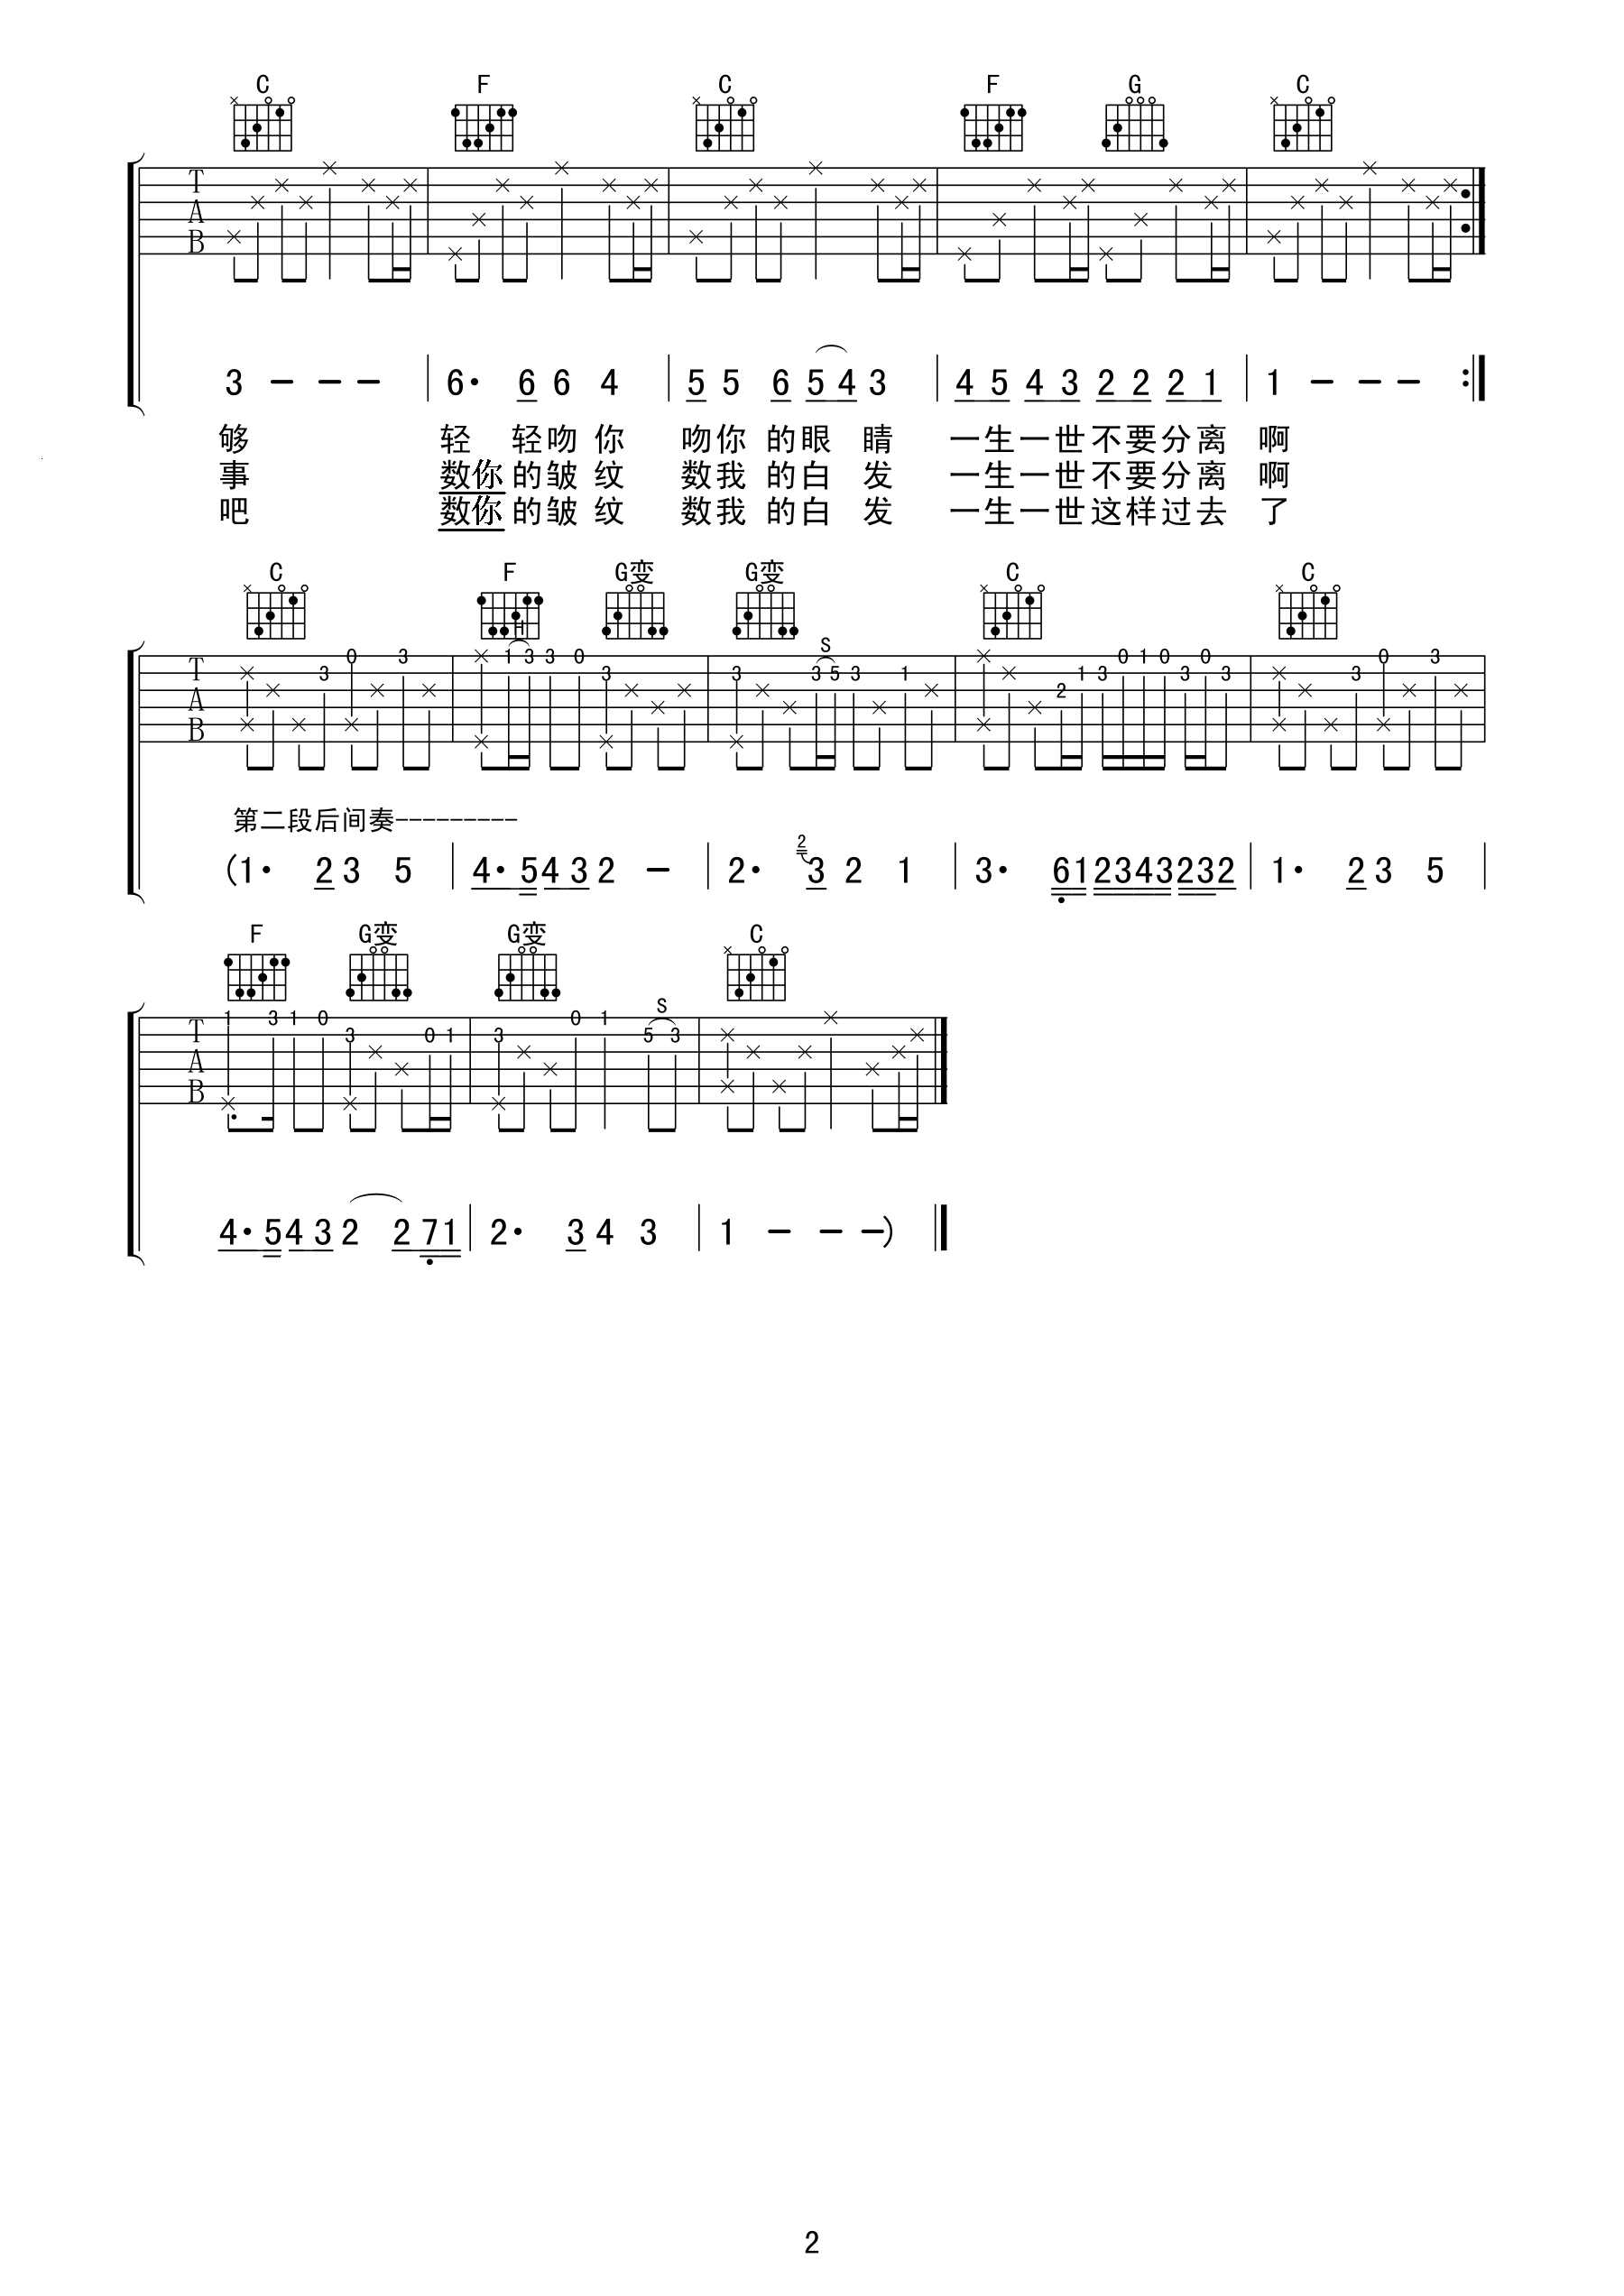 C F C F G C
T
A
B
3 - - - 6· 6 6 4 5 5 6 5 4 3 4 5 4 3 2 2 2 1 1 - - -
够 轻 轻吻 你 吻你 的眼 睛 一生一世不要分离 啊
事 数你的皱 纹 数我 的白 发 一生一世不要分离 啊
吧 数你的皱 纹 数我 的白 发 一生一世这样过去 了
C F G变 G变 C C
H S
T
A
B
3 0 3 1 3 3 0 3 3 3 5 3 1 2 1 3 0 1 0 3 0 3 3 0 3
第二段后间奏---------
(1· 2 3 5 4· 5 4 3 2 - 2· 2 3 2 1 3· 6 1 2 3 4 3 2 3 2 1· 2 3 5
F G变 G变 C
S
T
A
B
1 3 1 0 3 0 1 3 0 1 5 3
4· 5 4 3 2 2 7 1 2· 3 4 3 1 - - -)
2